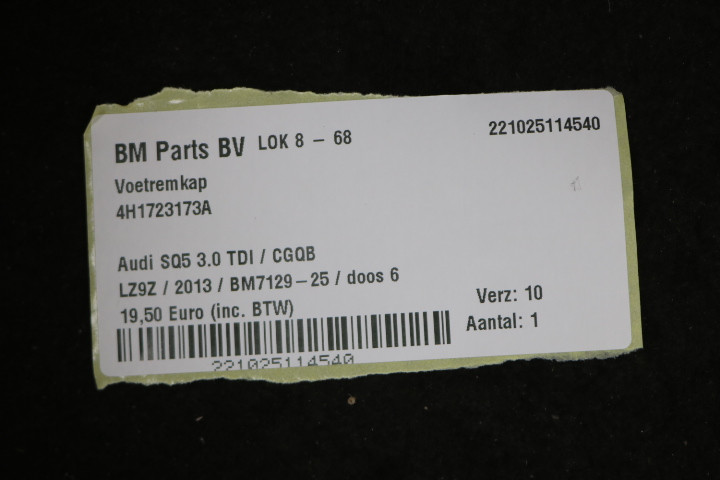 BM Parts BV LOK 8 - 68 221025114540
Voetremkap
4H1723173A
Audi SQ5 3.0 TDI / CGQB
LZ9Z / 2013 / BM7129-25 / doos 6
19,50 Euro (inc. BTW) Verz: 10
Aantal: 1
221025114540